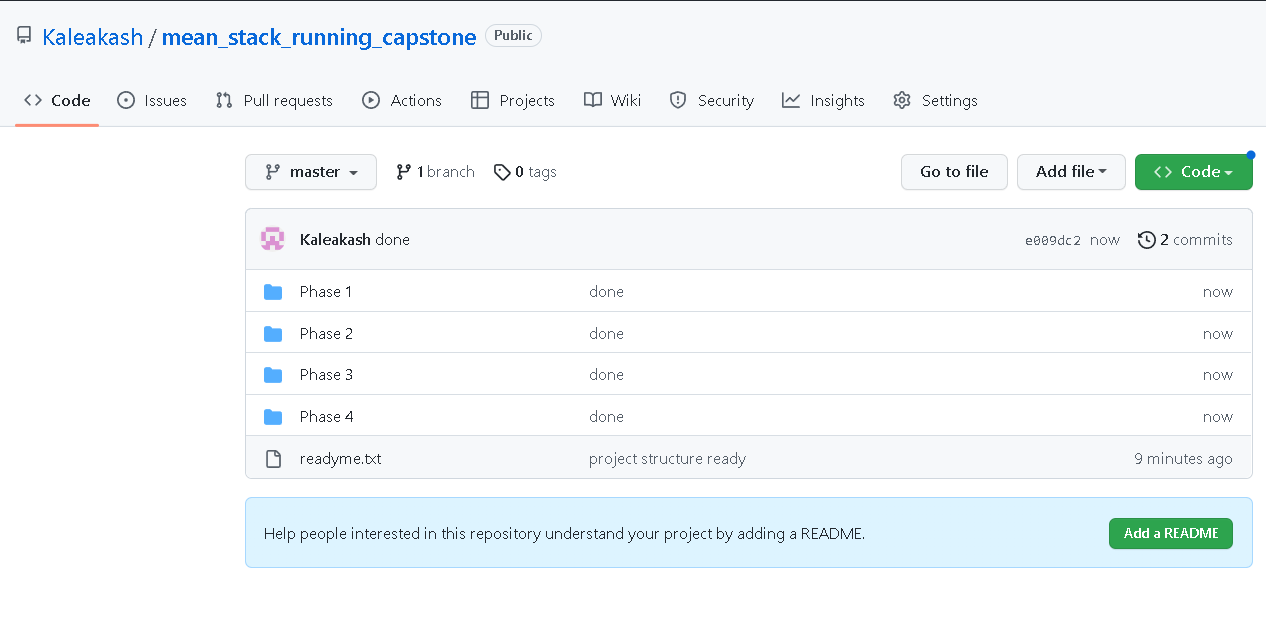 Kaleakash / mean_stack_running_capstone Public
<> Code Issues Pull requests Actions Projects Wiki Security Insights Settings
master 1 branch 0 tags Go to file Add file <> Code
Kaleakash done e009dc2 now 2 commits
Phase 1 done now
Phase 2 done now
Phase 3 done now
Phase 4 done now
readyme.txt project structure ready 9 minutes ago
Help people interested in this repository understand your project by adding a README. Add a README